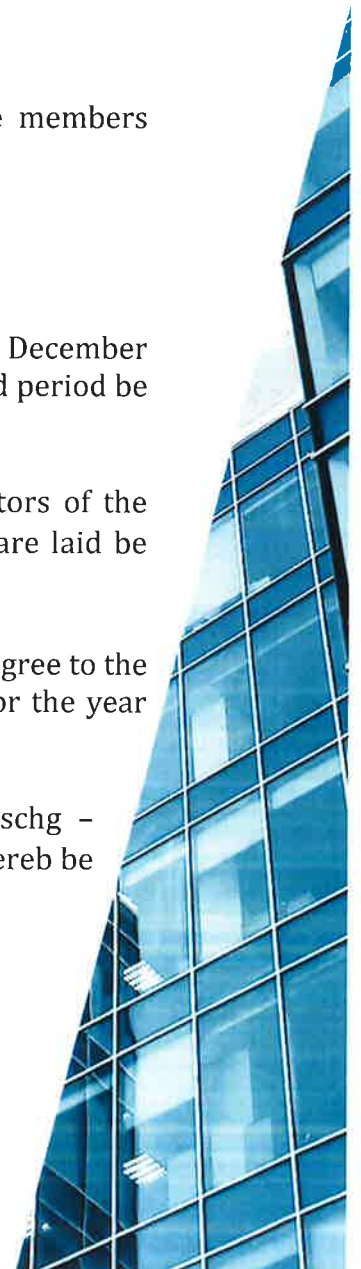 members
December
d period be
tors of the
are laid be
gree to the
or the year
schg –
ereb be